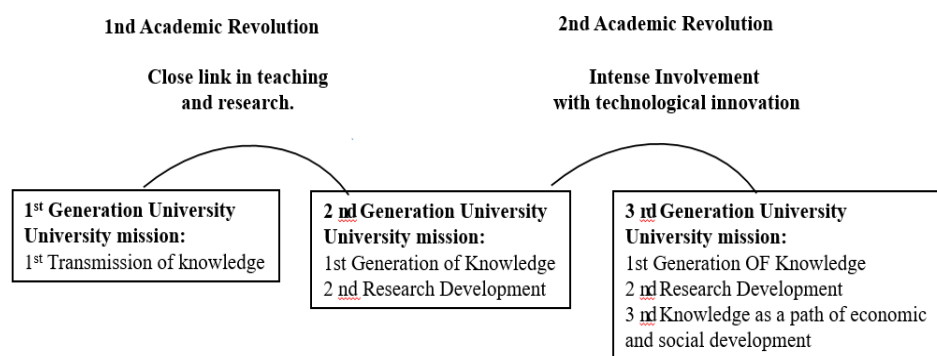 1nd Academic Revolution
2nd Academic Revolution
Close link in teaching
and research.
Intense Involvement
with technological innovation
1st Generation University
University mission:
1st Transmission of knowledge
2 nd Generation University
University mission:
1st Generation of Knowledge
2 nd Research Development
3 rd Generation University
University mission:
1st Generation OF Knowledge
2 nd Research Development
3 nd Knowledge as a path of economic
and social development